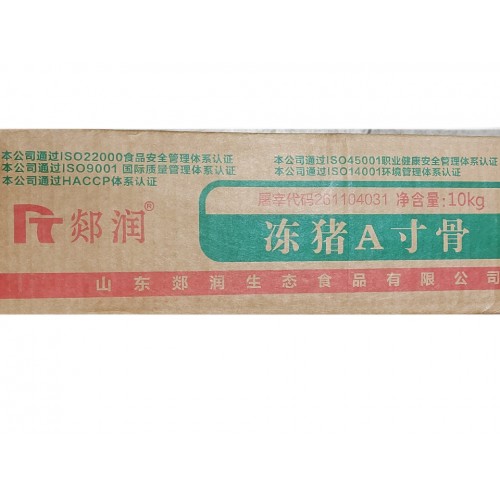 本公司通过ISO22000食品安全管理体系认证
本公司通过ISO9001 国际质量管理体系认证
本公司通过HACCP体系认证
本公司通过ISO45001职业健康安全管理体系认证
本公司通过ISO14001环境管理体系认证
屠宰代码261104031 净含量:10kg
郯润®
冻猪A寸骨
山东郯润生态食品有限公司